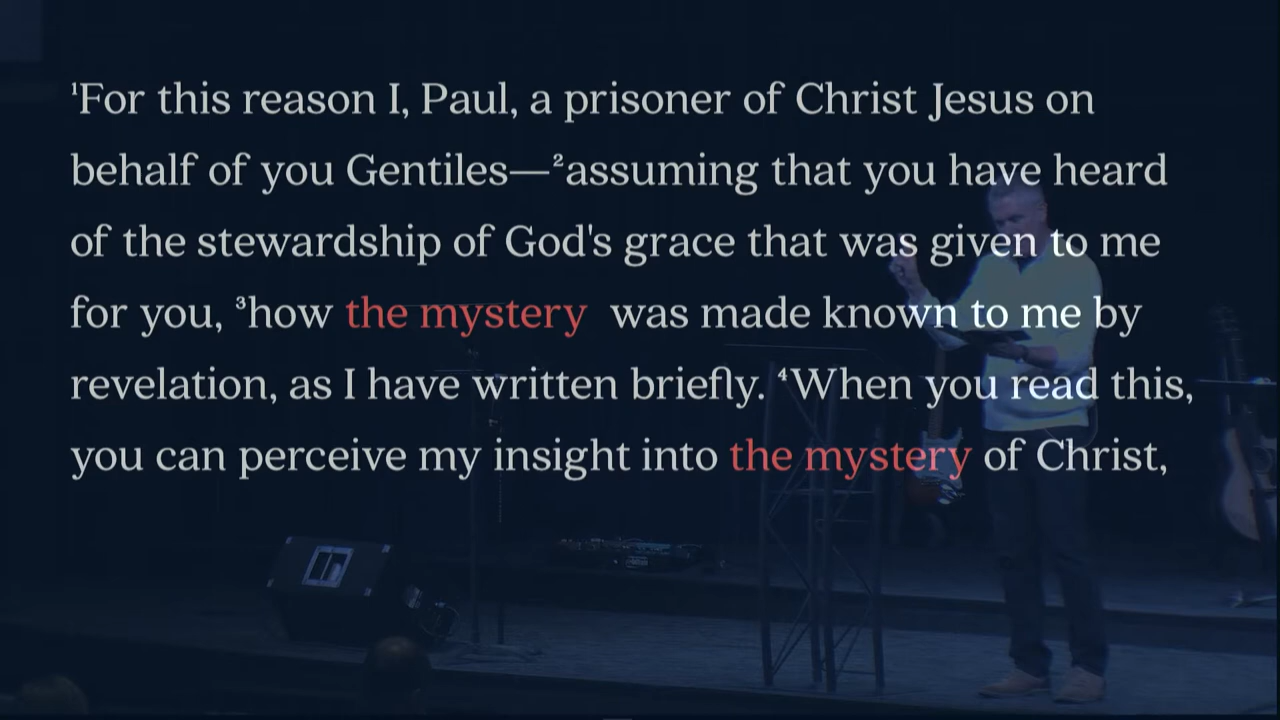 ¹For this reason I, Paul, a prisoner of Christ Jesus on
behalf of you Gentiles—²assuming that you have heard
of the stewardship of God's grace that was given to me
for you, ³how the mystery was made known to me by
revelation, as I have written briefly. ⁴When you read this,
you can perceive my insight into the mystery of Christ,